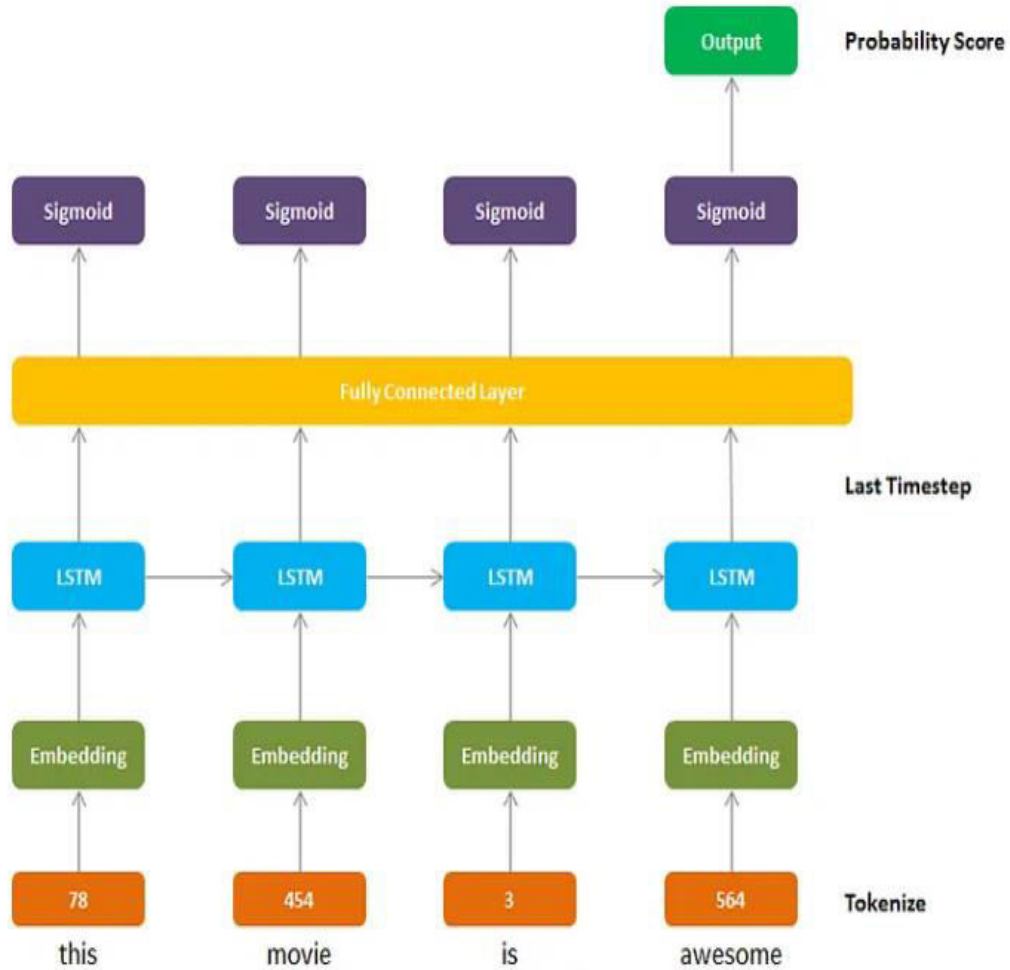 Output Probability Score
Sigmoid Sigmoid Sigmoid Sigmoid
Fully Connected Layer
Last Timestep
LSTM LSTM LSTM LSTM
Embedding Embedding Embedding Embedding
78 454 3 564 Tokenize
this movie is awesome